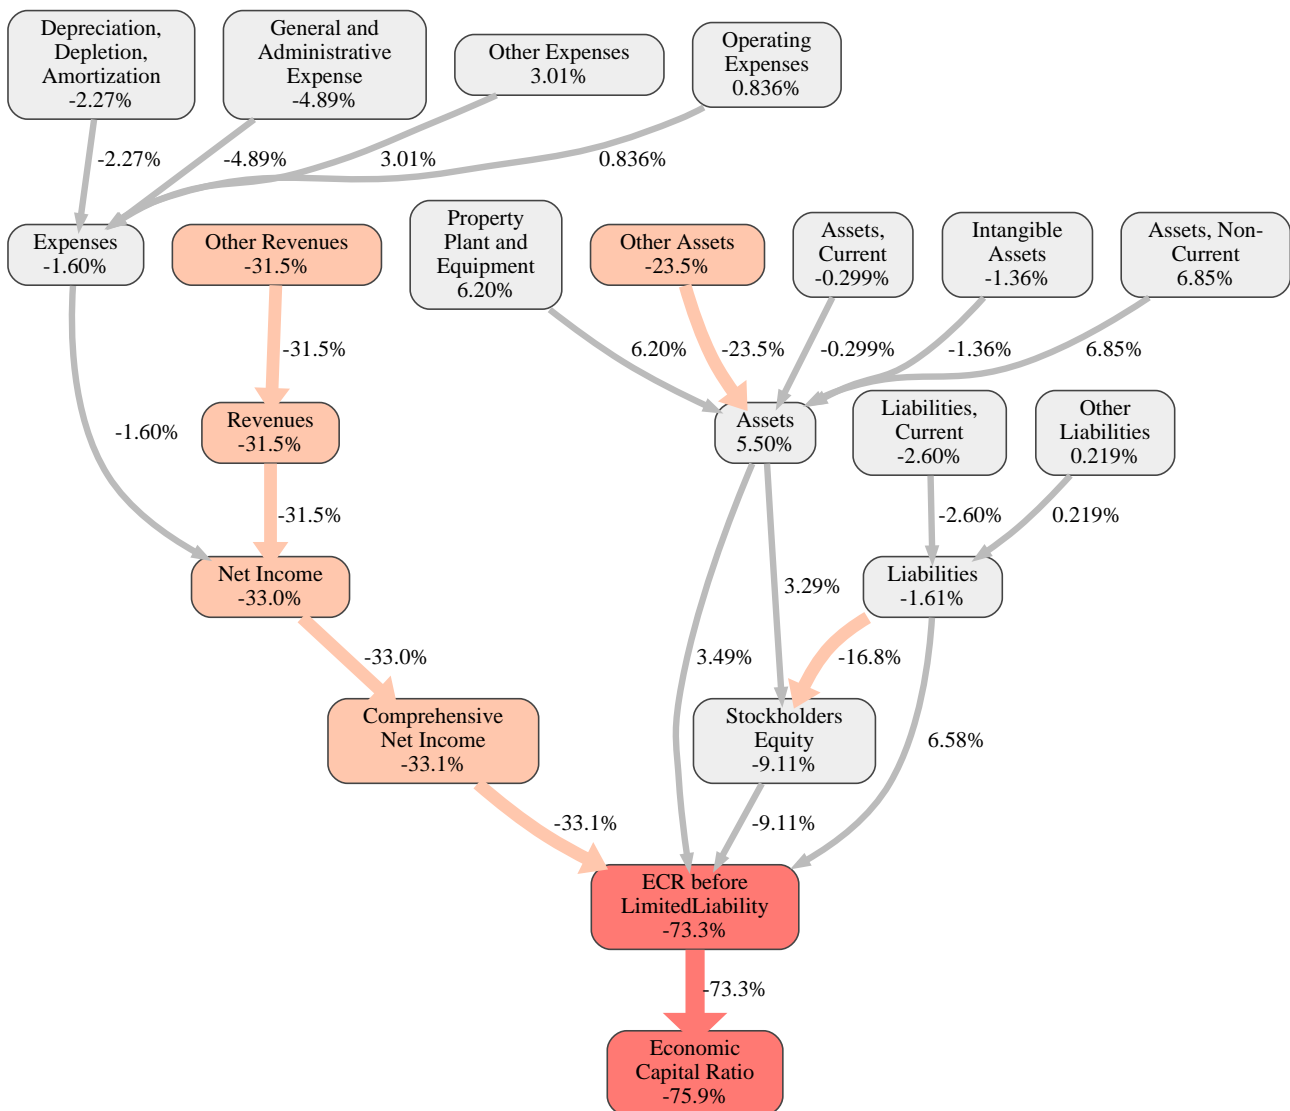 Depreciation,
Depletion,
Amortization
-2.27%
General and
Administrative
Expense
-4.89%
Other Expenses
3.01%
Operating
Expenses
0.836%
-2.27%
-4.89%
3.01%
0.836%
Expenses
-1.60%
Other Revenues
-31.5%
Property
Plant and
Equipment
6.20%
Other Assets
-23.5%
Assets,
Current
-0.299%
Intangible
Assets
-1.36%
Assets, Non-
Current
6.85%
-31.5%
6.20%
-23.5%
-0.299%
-1.36%
6.85%
Revenues
-31.5%
-1.60%
Assets
5.50%
Liabilities,
Current
-2.60%
Other
Liabilities
0.219%
-31.5%
-2.60%
0.219%
Net Income
-33.0%
3.29%
Liabilities
-1.61%
-33.0%
3.49%
-16.8%
Comprehensive
Net Income
-33.1%
Stockholders
Equity
-9.11%
6.58%
-33.1%
-9.11%
ECR before
LimitedLiability
-73.3%
-73.3%
Economic
Capital Ratio
-75.9%